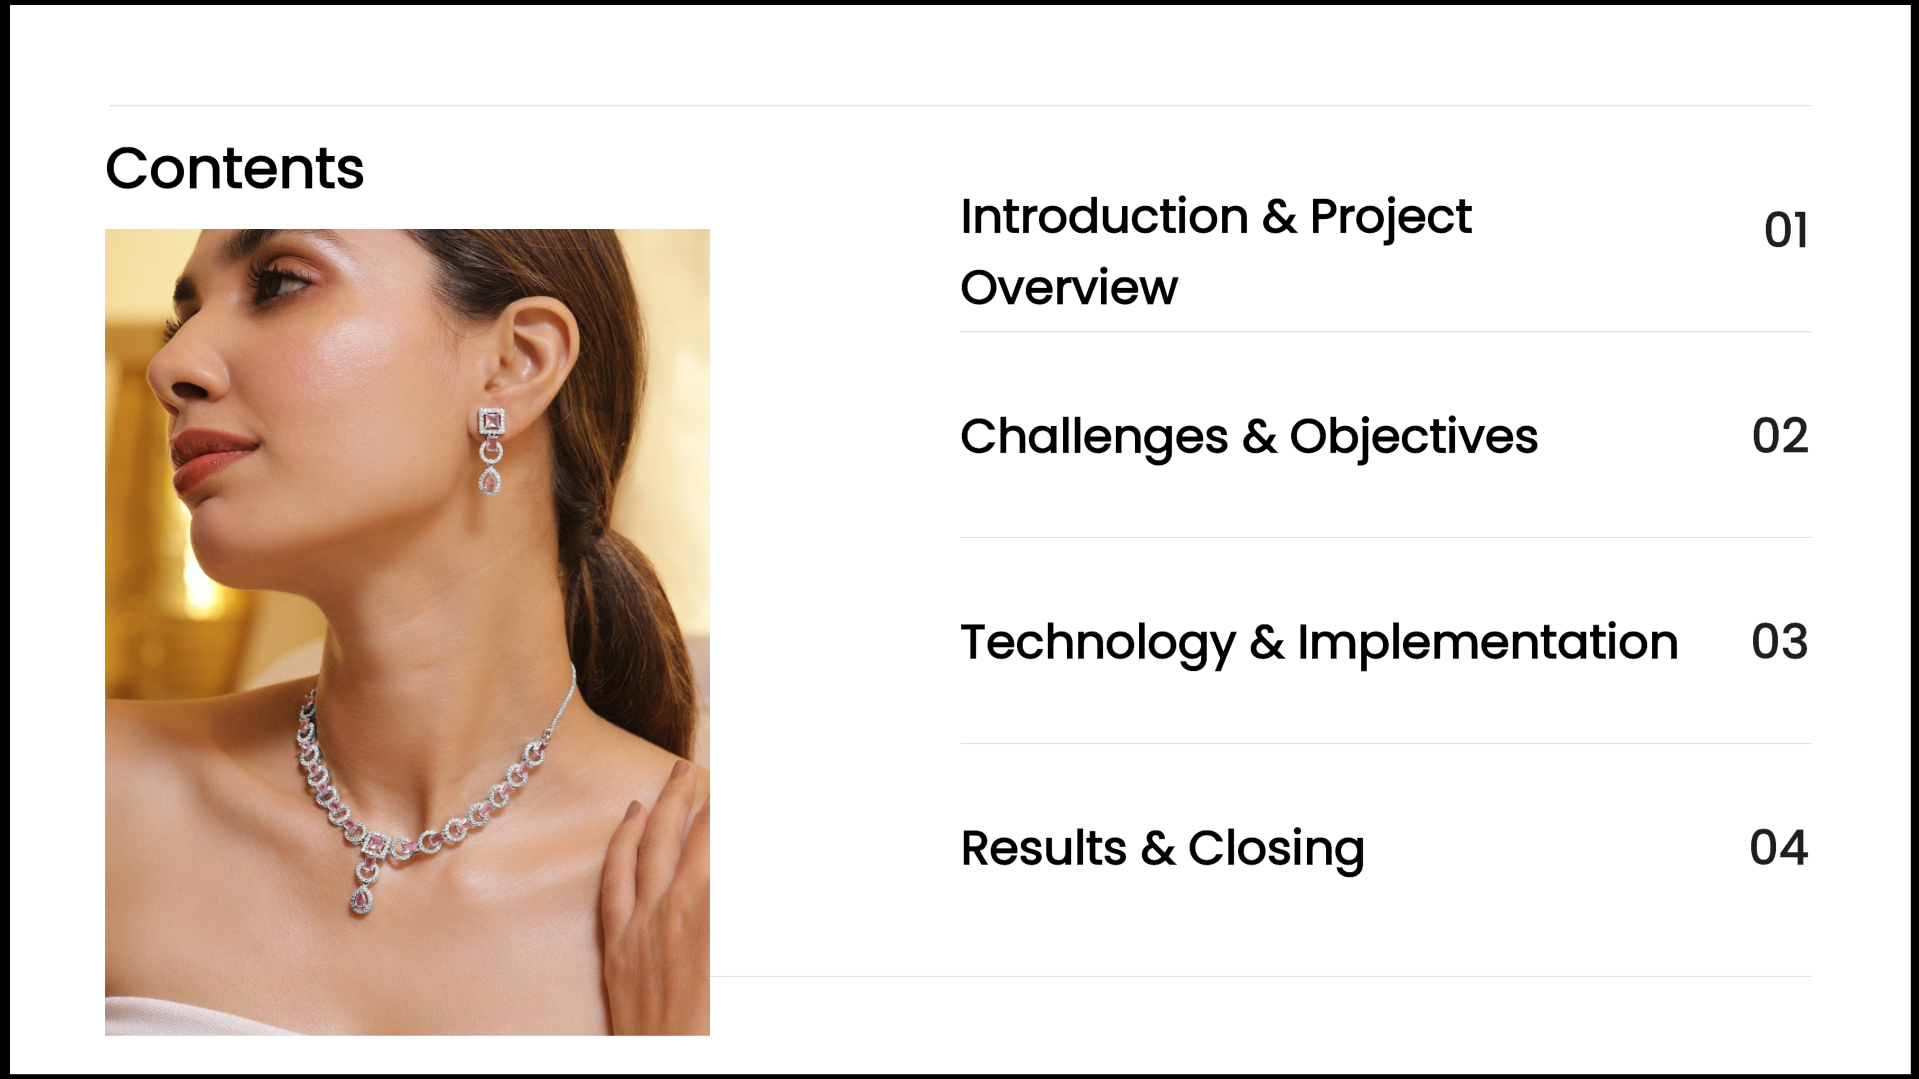 Contents
Introduction & Project
Overview
01
Challenges & Objectives
02
Technology & Implementation
03
Results & Closing
04